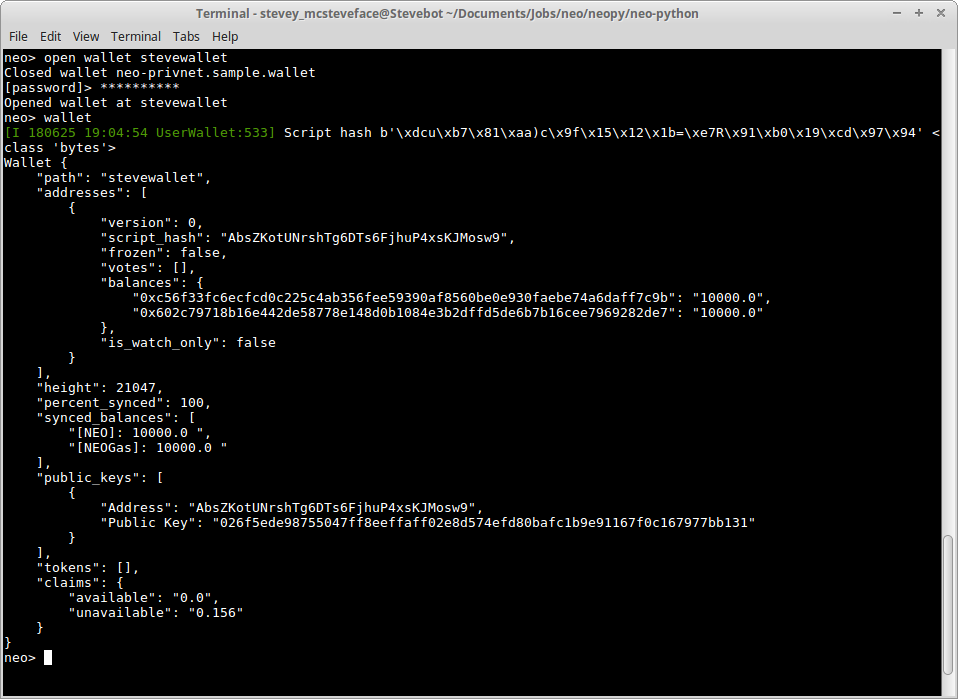 Terminal - stevey_mcsteveface@Stevebot ~/Documents/Jobs/neo/neopy/neo-python
File Edit View Terminal Tabs Help
neo> open wallet stevewallet
Closed wallet neo-privnet.sample.wallet
[password]> **********
Opened wallet at stevewallet
neo> wallet
[I 180625 19:04:54 UserWallet:533] Script hash b'\xdcu\xb7\x81\xaa)c\x9f\x15\x12\x1b=\xe7R\x91\xb0\x19\xcd\x97\x94' <
class 'bytes'>
Wallet {
    "path": "stevewallet",
    "addresses": [
        {
            "version": 0,
            "script_hash": "AbsZKotUNrshTg6DTs6FjhuP4xsKJMosw9",
            "frozen": false,
            "votes": [],
            "balances": {
                "0xc56f33fc6ecfcd0c225c4ab356fee59390af8560be0e930faebe74a6daff7c9b": "10000.0",
                "0x602c79718b16e442de58778e148d0b1084e3b2dffd5de6b7b16cee7969282de7": "10000.0"
            },
            "is_watch_only": false
        }
    ],
    "height": 21047,
    "percent_synced": 100,
    "synced_balances": [
        "[NEO]: 10000.0 ",
        "[NEOGas]: 10000.0 "
    ],
    "public_keys": [
        {
            "Address": "AbsZKotUNrshTg6DTs6FjhuP4xsKJMosw9",
            "Public Key": "026f5ede98755047ff8eeffaff02e8d574efd80bafc1b9e91167f0c167977bb131"
        }
    ],
    "tokens": [],
    "claims": {
        "available": "0.0",
        "unavailable": "0.156"
    }
}
neo>